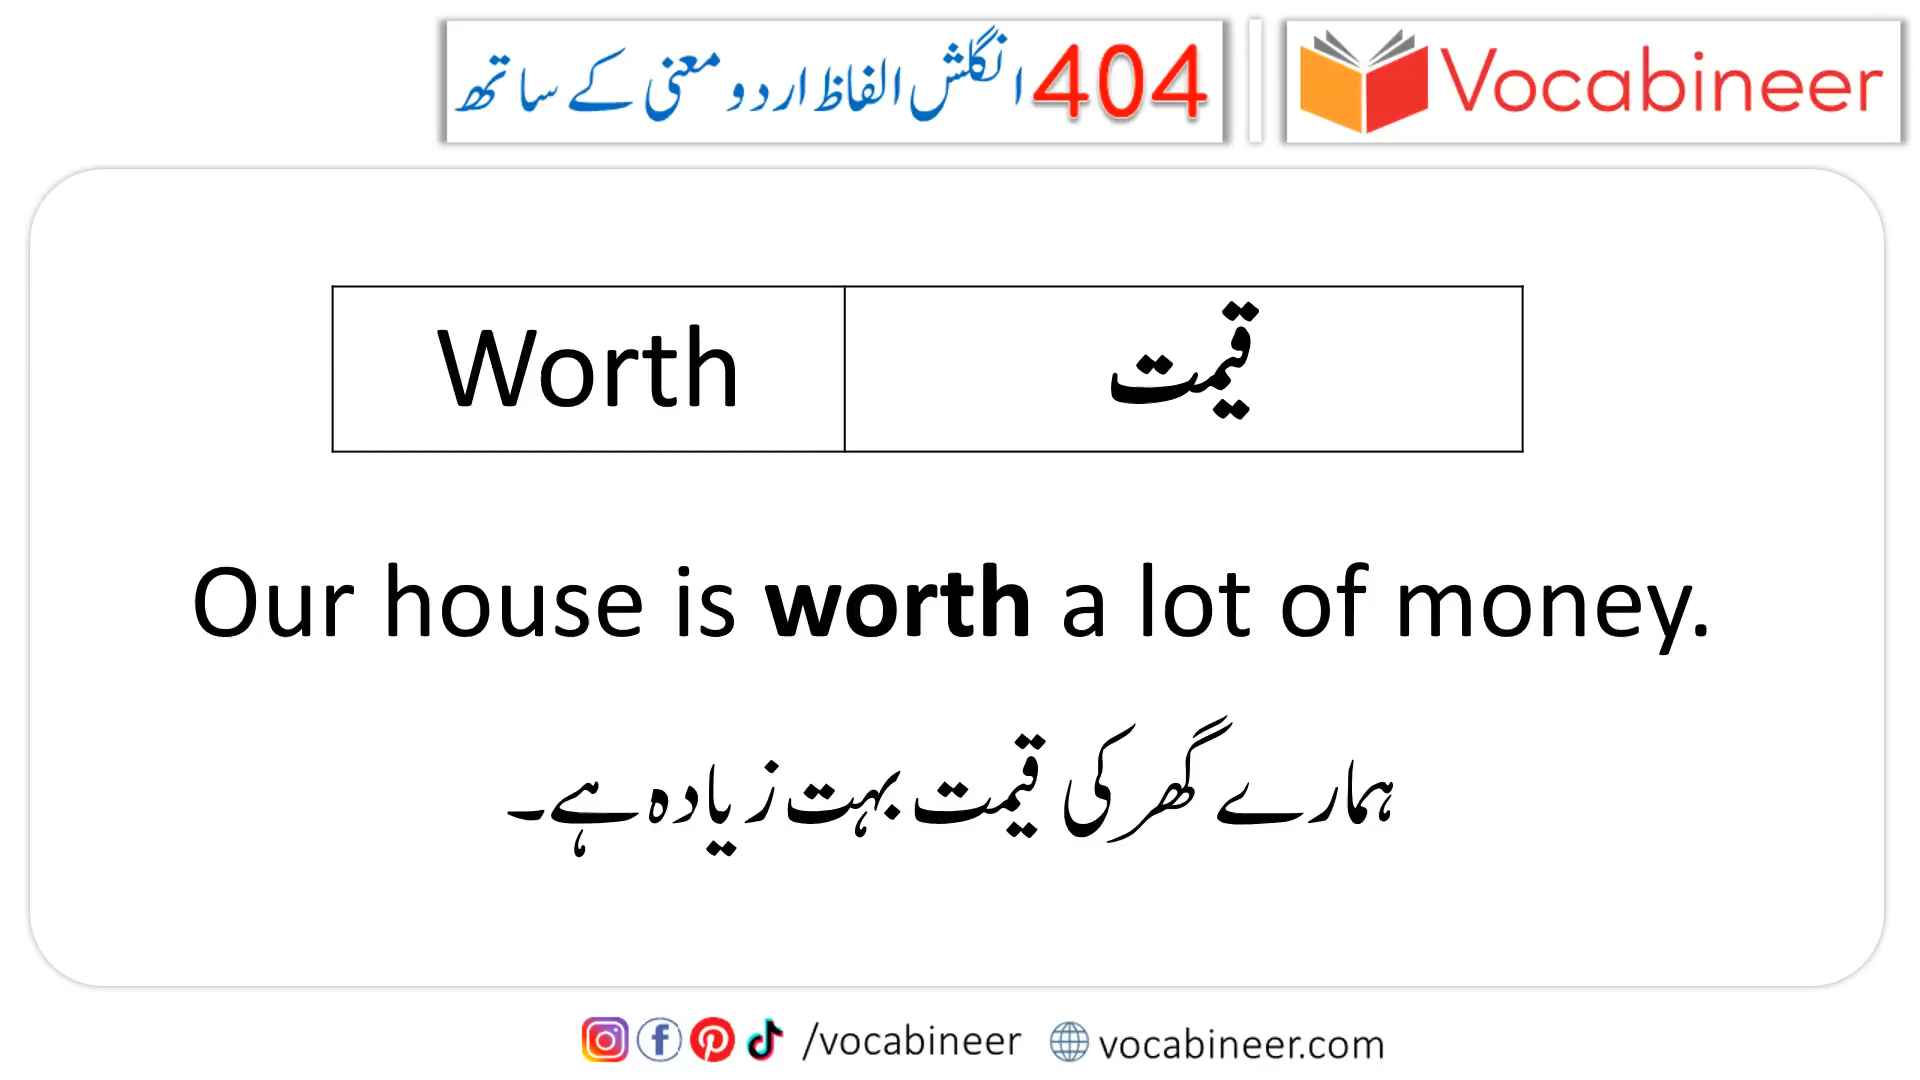 404 انگلش الفاظ اردو معنی کے ساتھ
Vocabineer
Worth
قیمت
Our house is worth a lot of money.
ہمارے گھر کی قیمت بہت زیادہ ہے۔
/vocabineer vocabineer.com